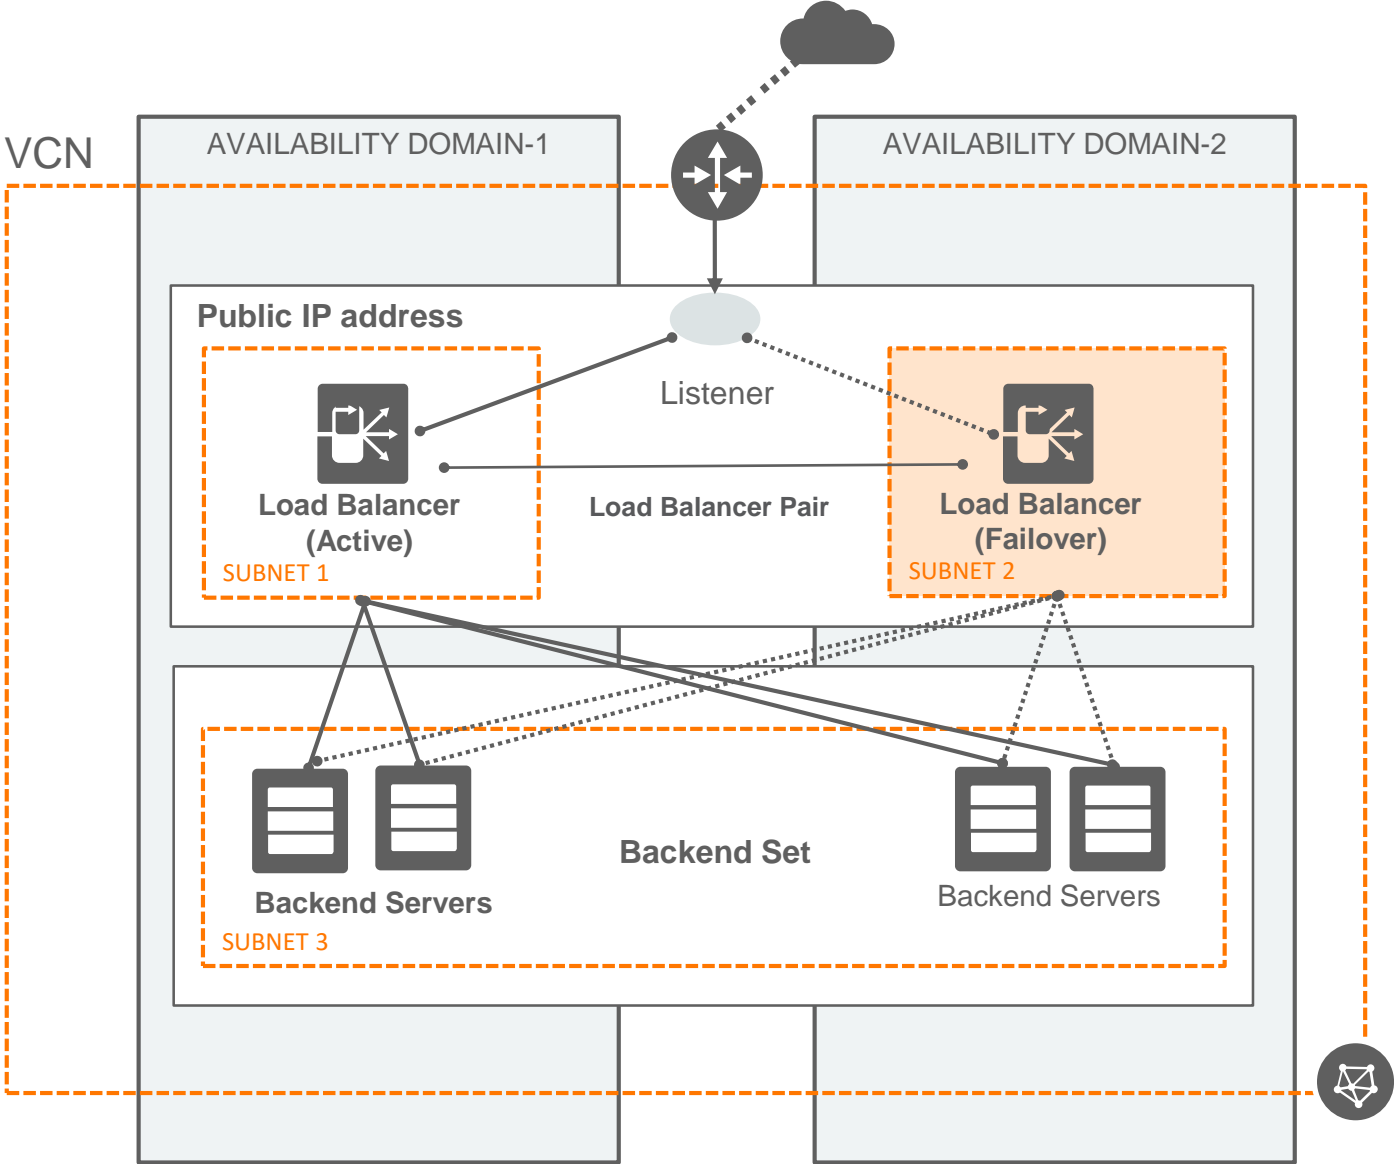 VCN
AVAILABILITY DOMAIN-1
AVAILABILITY DOMAIN-2
Public IP address
Listener
Load Balancer
(Active)
SUBNET 1
Load Balancer Pair
Load Balancer
(Failover)
SUBNET 2
Backend Set
Backend Servers
Backend Servers
SUBNET 3